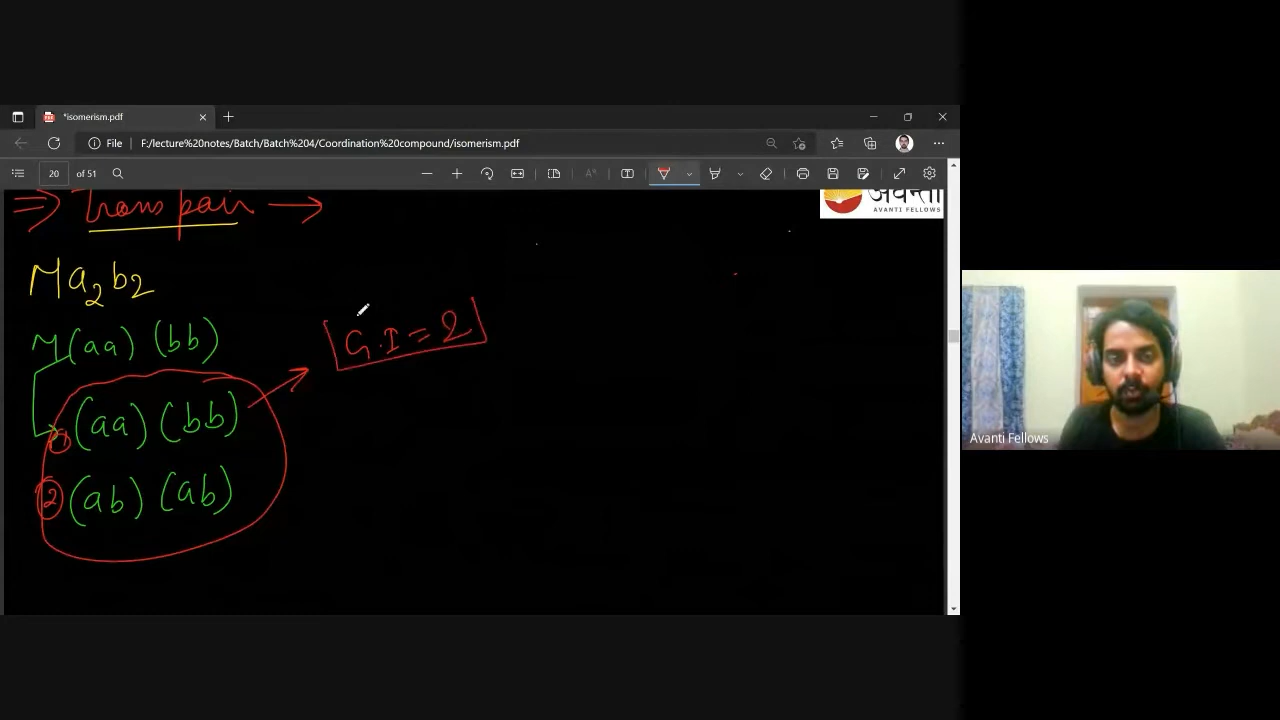 *isomerism.pdf
File F:/lecture%20notes/Batch/Batch%204/Coordination%20compound/isomerism.pdf
20 of 51
अवन्ती
AVANTI FELLOWS
⇒ Trans pair →
Ma2b2
M(aa) (bb)
G.I = 2
① (aa) (bb)
② (ab) (ab)
Avanti Fellows